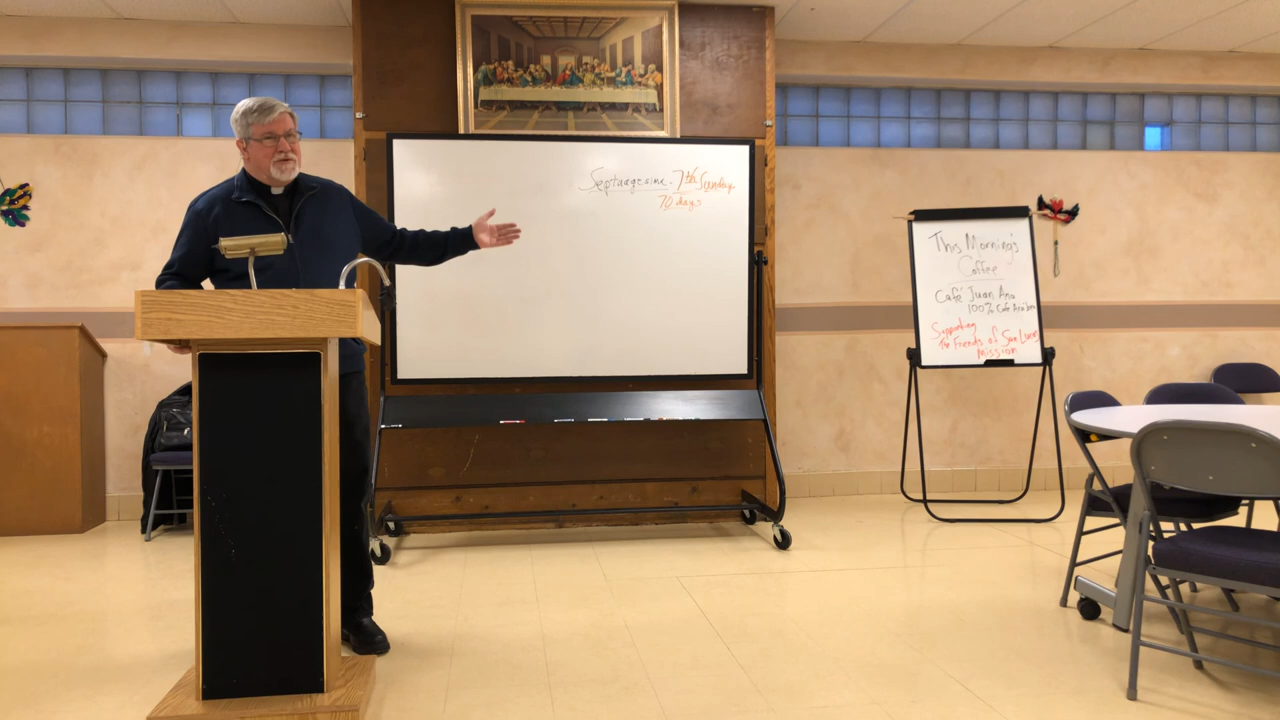 Septuagesima - 7th Sunday
70 days
This Morning's
Coffee
Café Juan Ana
100% Café
Supporting
The Friends of San Lucas
Mission